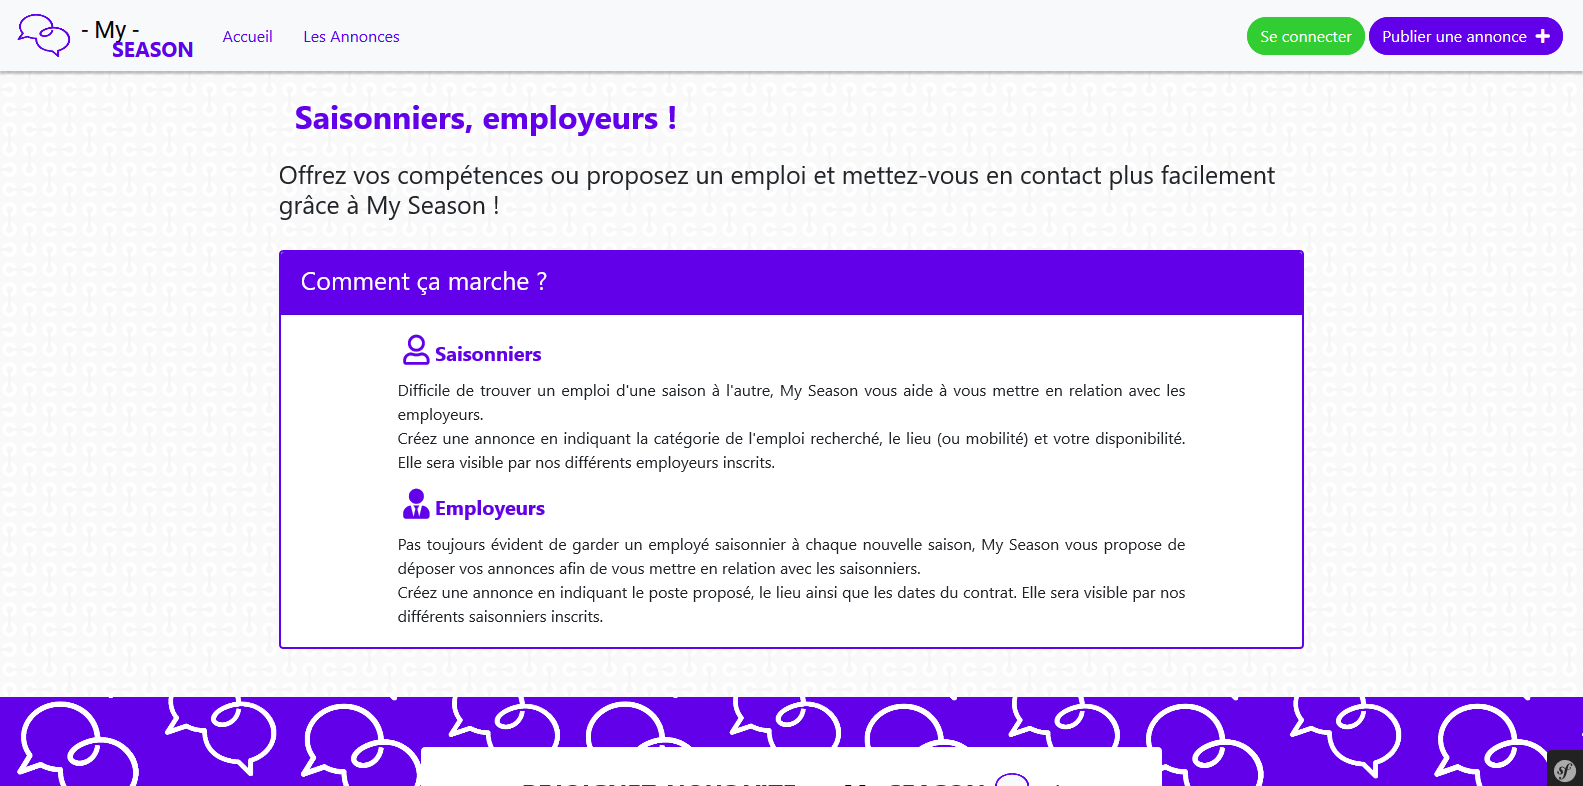 - My -
SEASON
Accueil
Les Annonces
Se connecter
Publier une annonce
Saisonniers, employeurs !
Offrez vos compétences ou proposez un emploi et mettez-vous en contact plus facilement
grâce à My Season !
Comment ça marche ?
Saisonniers
Difficile de trouver un emploi d'une saison à l'autre, My Season vous aide à vous mettre en relation avec les
employeurs.
Créez une annonce en indiquant la catégorie de l'emploi recherché, le lieu (ou mobilité) et votre disponibilité.
Elle sera visible par nos différents employeurs inscrits.
Employeurs
Pas toujours évident de garder un employé saisonnier à chaque nouvelle saison, My Season vous propose de
déposer vos annonces afin de vous mettre en relation avec les saisonniers.
Créez une annonce en indiquant le poste proposé, le lieu ainsi que les dates du contrat. Elle sera visible par nos
différents saisonniers inscrits.
sf